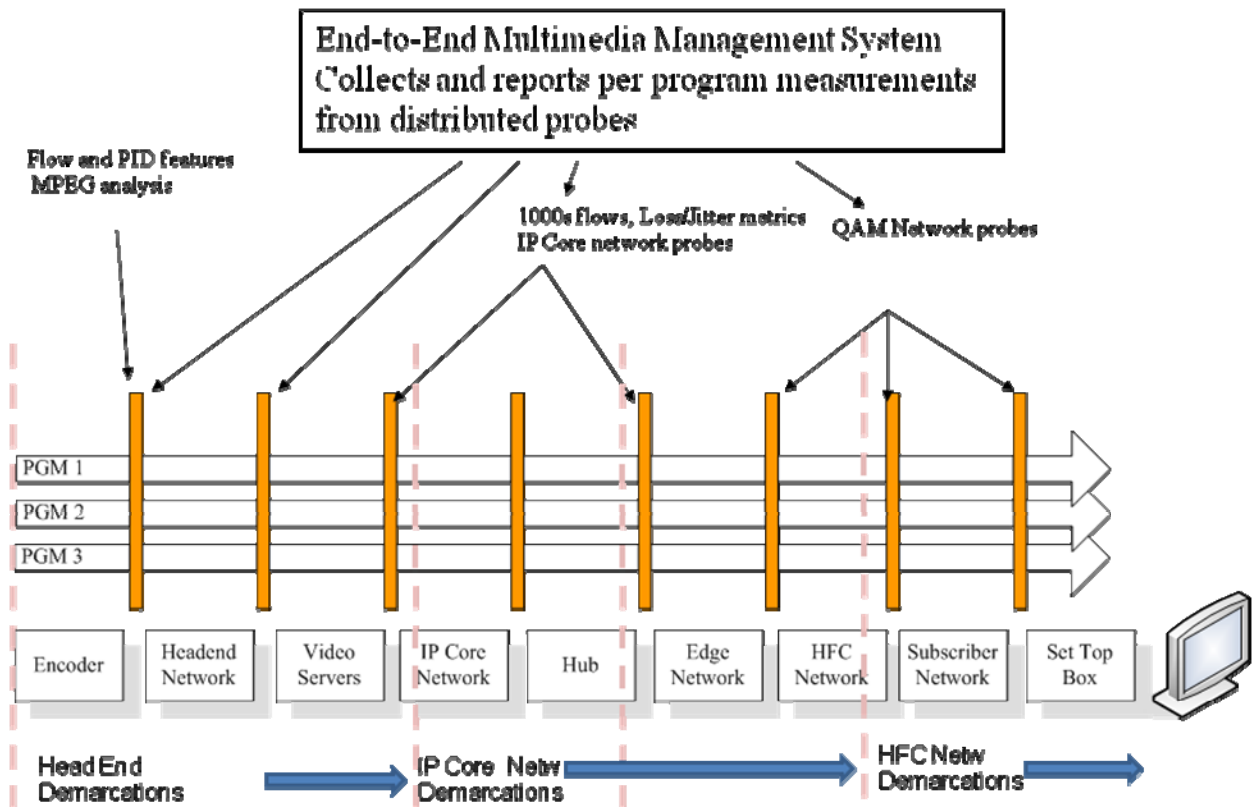 End-to-End Multimedia Management System
Collects and reports per program measurements
from distributed probes
Flow and PID features
MPEG analysis
1000s flows, Loss/Jitter metrics
IP Core network probes
QAM Network probes
PGM 1
PGM 2
PGM 3
Encoder
Headend
Network
Video
Servers
IP Core
Network
Hub
Edge
Network
HFC
Network
Subscriber
Network
Set Top
Box
Head End
Demarcations
IP Core Netw
Demarcations
HFC Netw
Demarcations